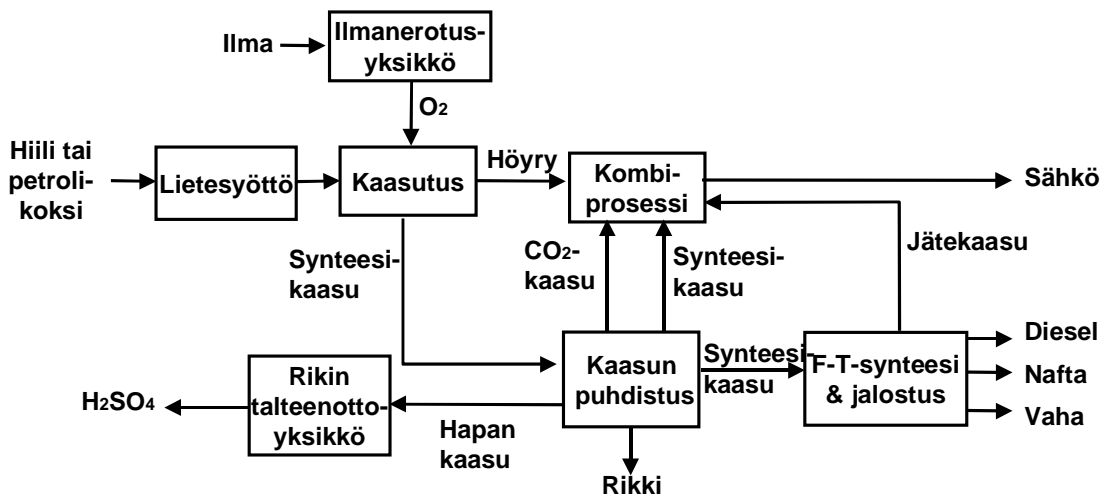 Ilma
Ilmanerotus-
yksikkö
O2
Hiili tai
petroli-
koksi
Lietesyöttö
Kaasutus
Höyry
Kombi-
prosessi
Sähkö
Synteesi-
kaasu
CO2-
kaasu
Synteesi-
kaasu
Jätekaasu
H2SO4
Rikin
talteenotto-
yksikkö
Hapan
kaasu
Kaasun
puhdistus
Synteesi-
kaasu
F-T-synteesi
& jalostus
Diesel
Nafta
Vaha
Rikki